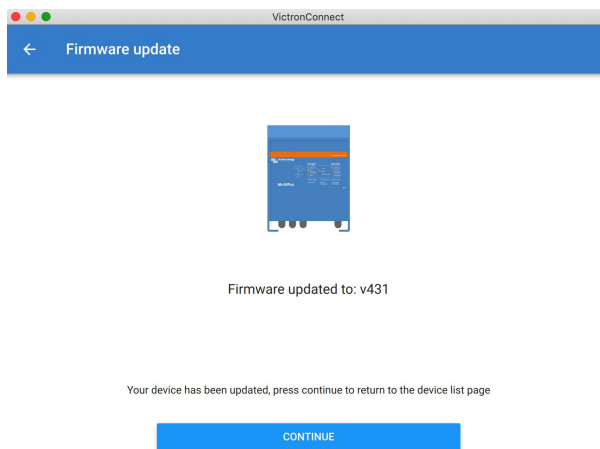 VictronConnect
Firmware update
MultiPlus
Firmware updated to: v431
Your device has been updated, press continue to return to the device list page
CONTINUE